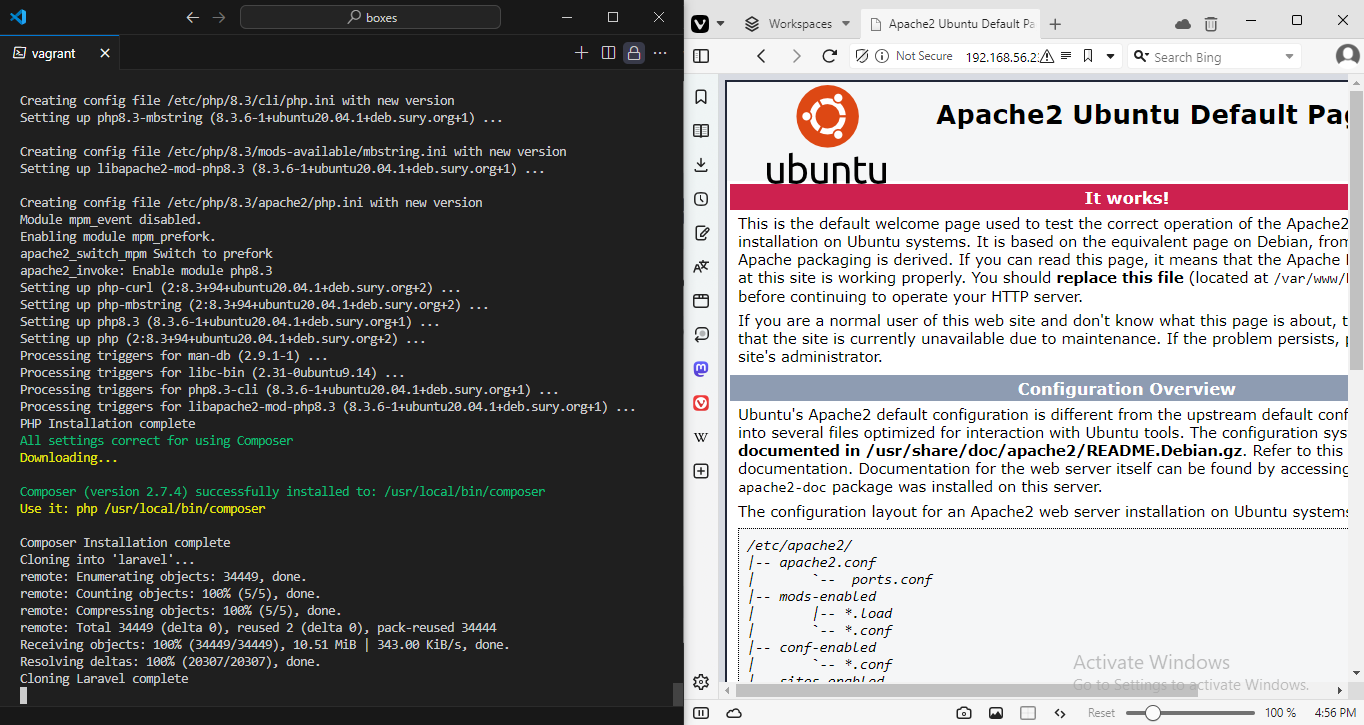 boxes
vagrant
Creating config file /etc/php/8.3/cli/php.ini with new version
Setting up php8.3-mbstring (8.3.6-1+ubuntu20.04.1+deb.sury.org+1) ...
Creating config file /etc/php/8.3/mods-available/mbstring.ini with new version
Setting up libapache2-mod-php8.3 (8.3.6-1+ubuntu20.04.1+deb.sury.org+1) ...
Creating config file /etc/php/8.3/apache2/php.ini with new version
Module mpm_event disabled.
Enabling module mpm_prefork.
apache2_switch_mpm Switch to prefork
apache2_invoke: Enable module php8.3
Setting up php-curl (2:8.3+94+ubuntu20.04.1+deb.sury.org+2) ...
Setting up php-mbstring (2:8.3+94+ubuntu20.04.1+deb.sury.org+2) ...
Setting up php8.3 (8.3.6-1+ubuntu20.04.1+deb.sury.org+1) ...
Setting up php (2:8.3+94+ubuntu20.04.1+deb.sury.org+2) ...
Processing triggers for man-db (2.9.1-1) ...
Processing triggers for libc-bin (2.31-0ubuntu9.14) ...
Processing triggers for php8.3-cli (8.3.6-1+ubuntu20.04.1+deb.sury.org+1) ...
Processing triggers for libapache2-mod-php8.3 (8.3.6-1+ubuntu20.04.1+deb.sury.org+1) ...
PHP Installation complete
All settings correct for using Composer
Downloading...
Composer (version 2.7.4) successfully installed to: /usr/local/bin/composer
Use it: php /usr/local/bin/composer
Composer Installation complete
Cloning into 'laravel'...
remote: Enumerating objects: 34449, done.
remote: Counting objects: 100% (5/5), done.
remote: Compressing objects: 100% (5/5), done.
remote: Total 34449 (delta 0), reused 2 (delta 0), pack-reused 34444
Receiving objects: 100% (34449/34449), 10.51 MiB | 343.00 KiB/s, done.
Resolving deltas: 100% (20307/20307), done.
Cloning Laravel complete
Workspaces
Apache2 Ubuntu Default Pa
Not Secure 192.168.56.2
Search Bing
ubuntu
Apache2 Ubuntu Default Pa
It works!
This is the default welcome page used to test the correct operation of the Apache2
installation on Ubuntu systems. It is based on the equivalent page on Debian, from
Apache packaging is derived. If you can read this page, it means that the Apache
at this site is working properly. You should replace this file (located at /var/www/
before continuing to operate your HTTP server.
If you are a normal user of this web site and don't know what this page is about, t
that the site is currently unavailable due to maintenance. If the problem persists,
site's administrator.
Configuration Overview
Ubuntu's Apache2 default configuration is different from the upstream default conf
into several files optimized for interaction with Ubuntu tools. The configuration sys
documented in /usr/share/doc/apache2/README.Debian.gz. Refer to this
documentation. Documentation for the web server itself can be found by accessing
apache2-doc package was installed on this server.
The configuration layout for an Apache2 web server installation on Ubuntu systems
/etc/apache2/
|-- apache2.conf
|       `--  ports.conf
|-- mods-enabled
|       |-- *.load
|       `-- *.conf
|-- conf-enabled
|       `-- *.conf
|-- sites-enabled
Activate Windows
Go to Settings to activate Windows.
Reset
100 %
4:56 PM